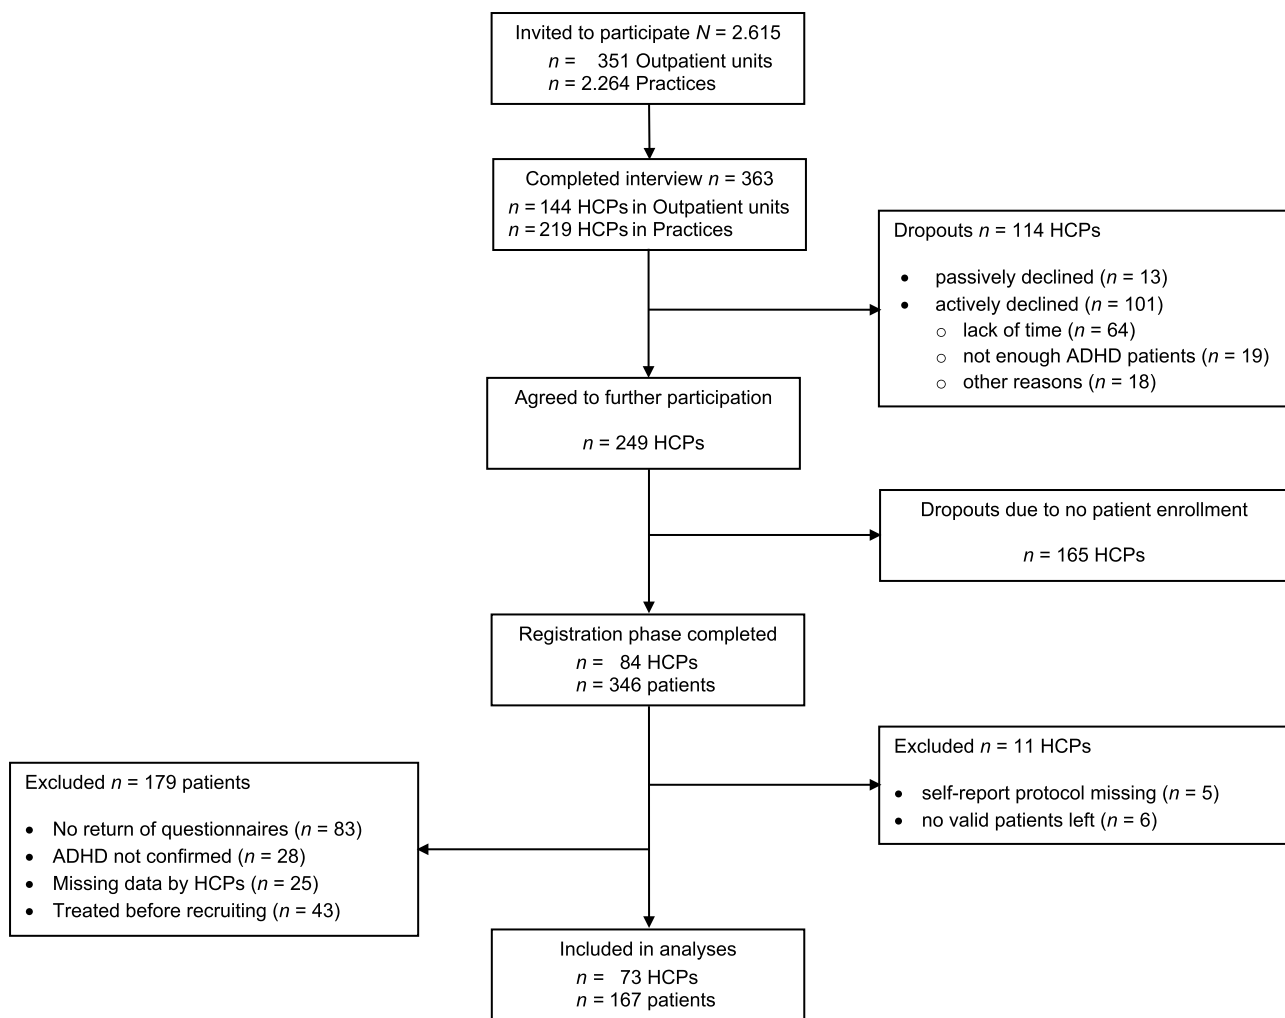 Invited to participate N = 2.615
n = 351 Outpatient units
n = 2.264 Practices
Completed interview n = 363
n = 144 HCPs in Outpatient units
n = 219 HCPs in Practices
Dropouts n = 114 HCPs
• passively declined (n = 13)
• actively declined (n = 101)
○ lack of time (n = 64)
○ not enough ADHD patients (n = 19)
○ other reasons (n = 18)
Agreed to further participation
n = 249 HCPs
Dropouts due to no patient enrollment
n = 165 HCPs
Registration phase completed
n = 84 HCPs
n = 346 patients
Excluded n = 11 HCPs
• self-report protocol missing (n = 5)
• no valid patients left (n = 6)
Excluded n = 179 patients
• No return of questionnaires (n = 83)
• ADHD not confirmed (n = 28)
• Missing data by HCPs (n = 25)
• Treated before recruiting (n = 43)
Included in analyses
n = 73 HCPs
n = 167 patients